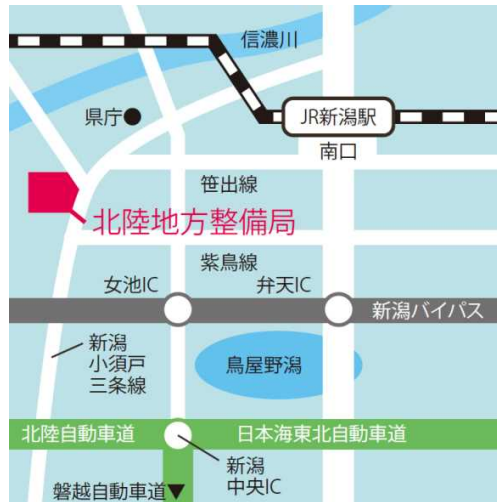 信濃川
県庁
JR新潟駅
南口
笹出線
北陸地方整備局
紫鳥線
女池IC
弁天IC
新潟バイパス
新潟
小須戸
三条線
鳥屋野潟
北陸自動車道
日本海東北自動車道
新潟
中央IC
磐越自動車道▼